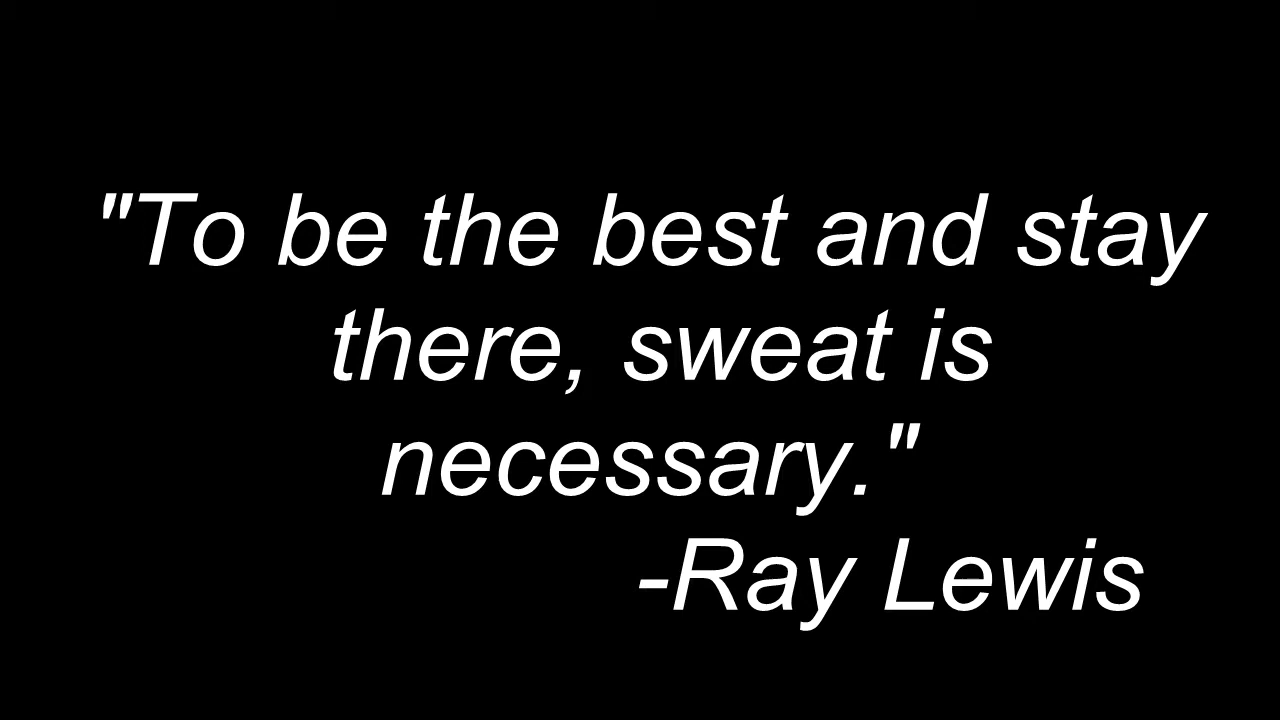 "To be the best and stay
there, sweat is
necessary."
-Ray Lewis